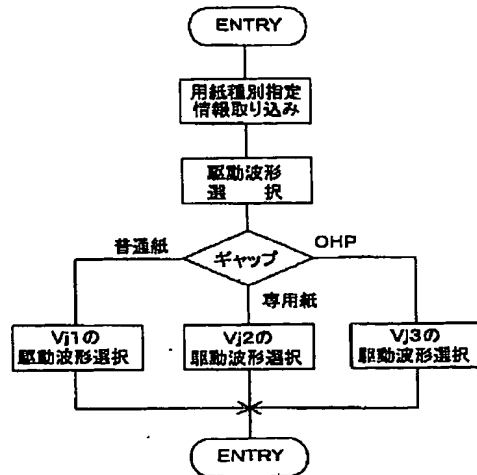 ENTRY
用紙種別指定
情報取り込み
駆動波形
選 択
普通紙
ギャップ
OHP
専用紙
Vj1の
駆動波形選択
Vj2の
駆動波形選択
Vj3の
駆動波形選択
ENTRY